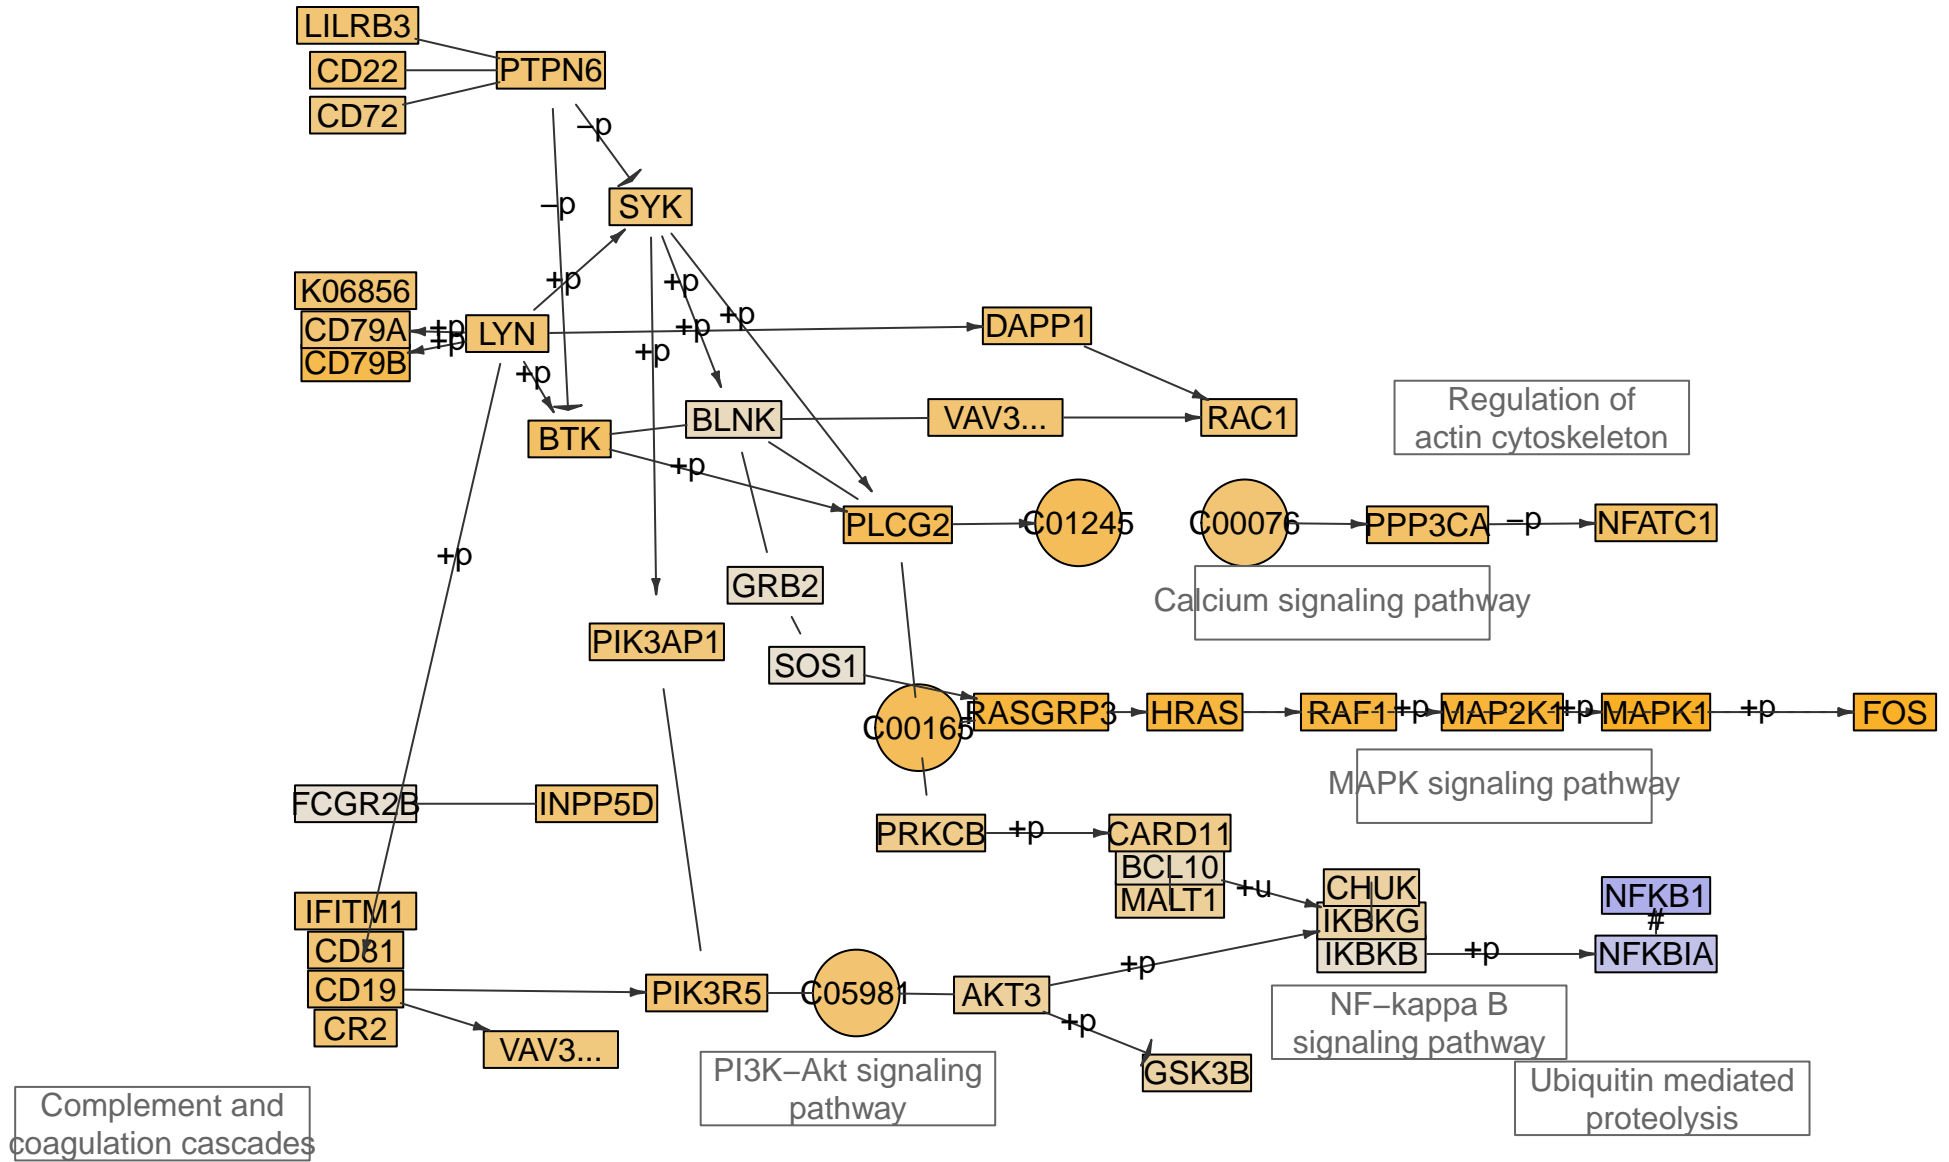 LILRB3
CD22
PTPN6
CD72
–p
SYK
–p
+p
+p
K06856
CD79A
+p
LYN
+p
+p
DAPP1
CD79B
+p
+p
+p
BTK
BLNK
VAV3...
RAC1
Regulation of
actin cytoskeleton
+p
PLCG2
C01245
C00076
PPP3CA
–p
NFATC1
+p
GRB2
Calcium signaling pathway
PIK3AP1
SOS1
C00165
RASGRP3
HRAS
RAF1
+p
MAP2K1
+p
MAPK1
+p
FOS
MAPK signaling pathway
FCGR2B
INPP5D
PRKCB
+p
CARD11
BCL10
MALT1
+u
CHUK
IKBKG
IKBKB
+p
NFKB1
#
NFKBIA
IFITM1
CD81
CD19
CR2
VAV3...
PIK3R5
C05981
AKT3
+p
+p
GSK3B
NF–kappa B
signaling pathway
PI3K–Akt signaling
pathway
Ubiquitin mediated
proteolysis
Complement and
coagulation cascades